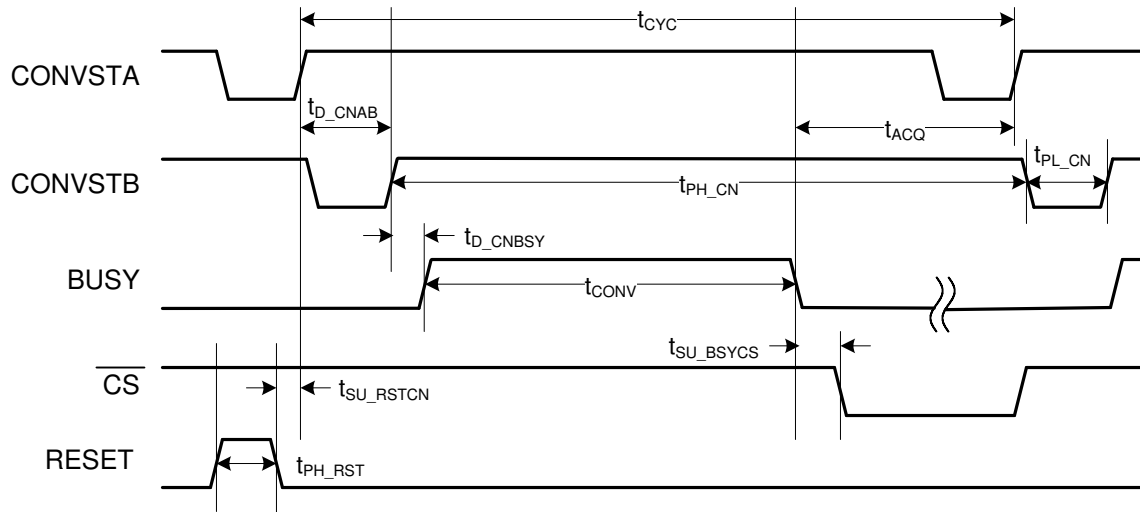 tCYC
CONVSTA
tD_CNAB
tACQ
tPL_CN
CONVSTB
tPH_CN
tD_CNBSY
BUSY
tCONV
tSU_BSYCS
CS
tSU_RSTCN
RESET
tPH_RST